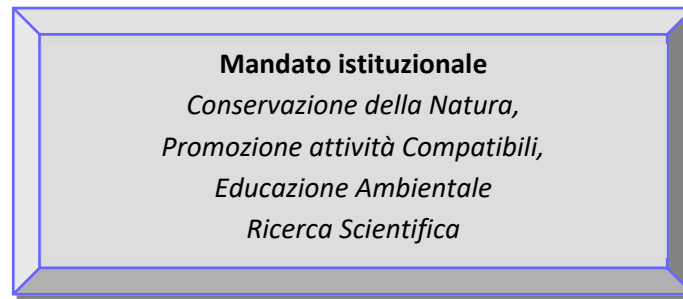 Mandato istituzionale
Conservazione della Natura,
Promozione attività Compatibili,
Educazione Ambientale
Ricerca Scientifica